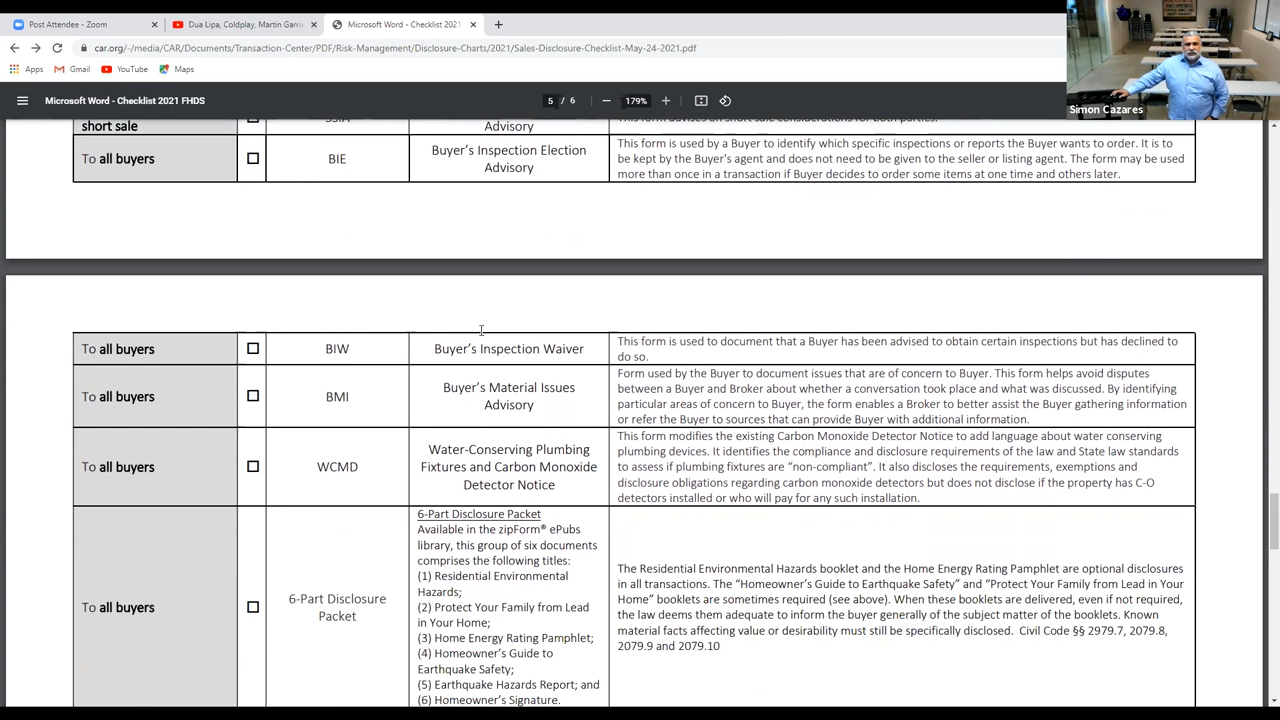 Post Attendee - Zoom
Dua Lipa, Coldplay, Martin Garri
Microsoft Word - Checklist 2021
car.org/-/media/CAR/Documents/Transaction-Center/PDF/Risk-Management/Disclosure-Charts/2021/Sales-Disclosure-Checklist-May-24-2021.pdf
Apps
Gmail
YouTube
Maps
Simon Cazares
Microsoft Word - Checklist 2021 FHDS
5 / 6
179%
short sale
Advisory
This form advises on short sale considerations for both parties.
To all buyers
BIE
Buyer's Inspection Election
Advisory
This form is used by a Buyer to identify which specific inspections or reports the Buyer wants to order. It is to
be kept by the Buyer's agent and does not need to be given to the seller or listing agent. The form may be used
more than once in a transaction if Buyer decides to order some items at one time and others later.
To all buyers
BIW
Buyer's Inspection Waiver
This form is used to document that a Buyer has been advised to obtain certain inspections but has declined to
do so.
To all buyers
BMI
Buyer's Material Issues
Advisory
Form used by the Buyer to document issues that are of concern to Buyer. This form helps avoid disputes
between a Buyer and Broker about whether a conversation took place and what was discussed. By identifying
particular areas of concern to Buyer, the form enables a Broker to better assist the Buyer gathering information
or refer the Buyer to sources that can provide Buyer with additional information.
To all buyers
WCMD
Water-Conserving Plumbing
Fixtures and Carbon Monoxide
Detector Notice
This form modifies the existing Carbon Monoxide Detector Notice to add language about water conserving
plumbing devices. It identifies the compliance and disclosure requirements of the law and State law standards
to assess if plumbing fixtures are “non-compliant”. It also discloses the requirements, exemptions and
disclosure obligations regarding carbon monoxide detectors but does not disclose if the property has C-O
detectors installed or who will pay for any such installation.
To all buyers
6-Part Disclosure
Packet
6-Part Disclosure Packet
Available in the zipForm® ePubs
library, this group of six documents
comprises the following titles:
(1) Residential Environmental
Hazards;
(2) Protect Your Family from Lead
in Your Home;
(3) Home Energy Rating Pamphlet;
(4) Homeowner's Guide to
Earthquake Safety;
(5) Earthquake Hazards Report; and
(6) Homeowner's Signature.
The Residential Environmental Hazards booklet and the Home Energy Rating Pamphlet are optional disclosures
in all transactions. The “Homeowner's Guide to Earthquake Safety” and “Protect Your Family from Lead in Your
Home” booklets are sometimes required (see above). When these booklets are delivered, even if not required,
the law deems them adequate to inform the buyer generally of the subject matter of the booklets. Known
material facts affecting value or desirability must still be specifically disclosed. Civil Code §§ 2979.7, 2079.8,
2079.9 and 2079.10